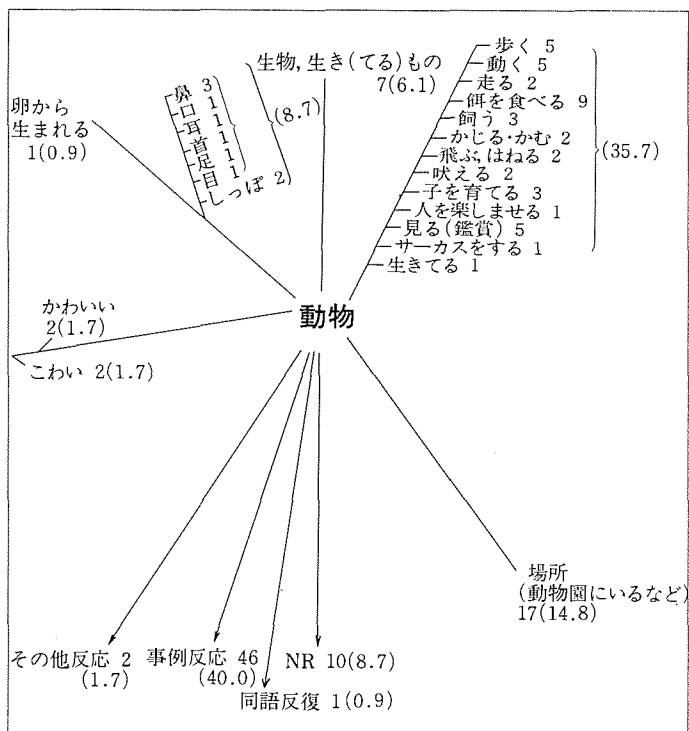 生物,生き(てる)もの
7(6.1)
卵から
生まれる
1(0.9)
鼻 3
口 1
耳 1
首 1
足 1
目 1
しっぽ 2
(8.7)
歩く 5
動く 5
走る 2
餌を食べる 9
飼う 3
かじる・かむ 2
飛ぶ,はねる 2
吠える 2
子を育てる 3
人を楽しませる 1
見る(鑑賞) 5
サーカスをする 1
生きてる 1
(35.7)
動物
かわいい
2(1.7)
こわい 2(1.7)
場所
(動物園にいるなど)
17(14.8)
その他反応 2
(1.7)
事例反応 46
(40.0)
NR 10(8.7)
同語反復 1(0.9)